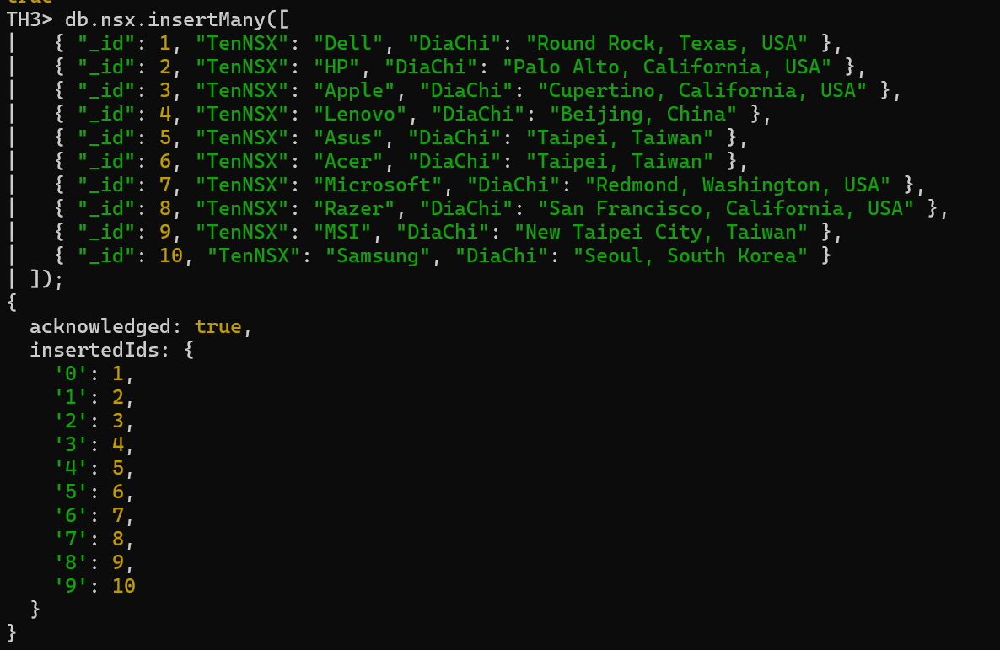 true
TH3> db.nsx.insertMany([
|   { "_id": 1, "TenNSX": "Dell", "DiaChi": "Round Rock, Texas, USA" },
|   { "_id": 2, "TenNSX": "HP", "DiaChi": "Palo Alto, California, USA" },
|   { "_id": 3, "TenNSX": "Apple", "DiaChi": "Cupertino, California, USA" },
|   { "_id": 4, "TenNSX": "Lenovo", "DiaChi": "Beijing, China" },
|   { "_id": 5, "TenNSX": "Asus", "DiaChi": "Taipei, Taiwan" },
|   { "_id": 6, "TenNSX": "Acer", "DiaChi": "Taipei, Taiwan" },
|   { "_id": 7, "TenNSX": "Microsoft", "DiaChi": "Redmond, Washington, USA" },
|   { "_id": 8, "TenNSX": "Razer", "DiaChi": "San Francisco, California, USA" },
|   { "_id": 9, "TenNSX": "MSI", "DiaChi": "New Taipei City, Taiwan" },
|   { "_id": 10, "TenNSX": "Samsung", "DiaChi": "Seoul, South Korea" }
| ]);
{
  acknowledged: true,
  insertedIds: {
    '0': 1,
    '1': 2,
    '2': 3,
    '3': 4,
    '4': 5,
    '5': 6,
    '6': 7,
    '7': 8,
    '8': 9,
    '9': 10
  }
}